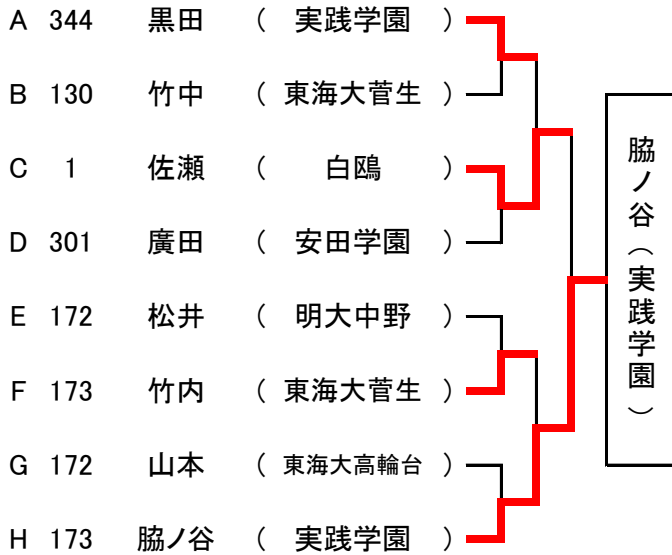 A 344 黒田 ( 実践学園 )
B 130 竹中 ( 東海大菅生 )
C 1 佐瀬 ( 白鴎 )
D 301 廣田 ( 安田学園 )
E 172 松井 ( 明大中野 )
F 173 竹内 ( 東海大菅生 )
G 172 山本 ( 東海大高輪台 )
H 173 脇ノ谷 ( 実践学園 )
脇ノ谷(実践学園)